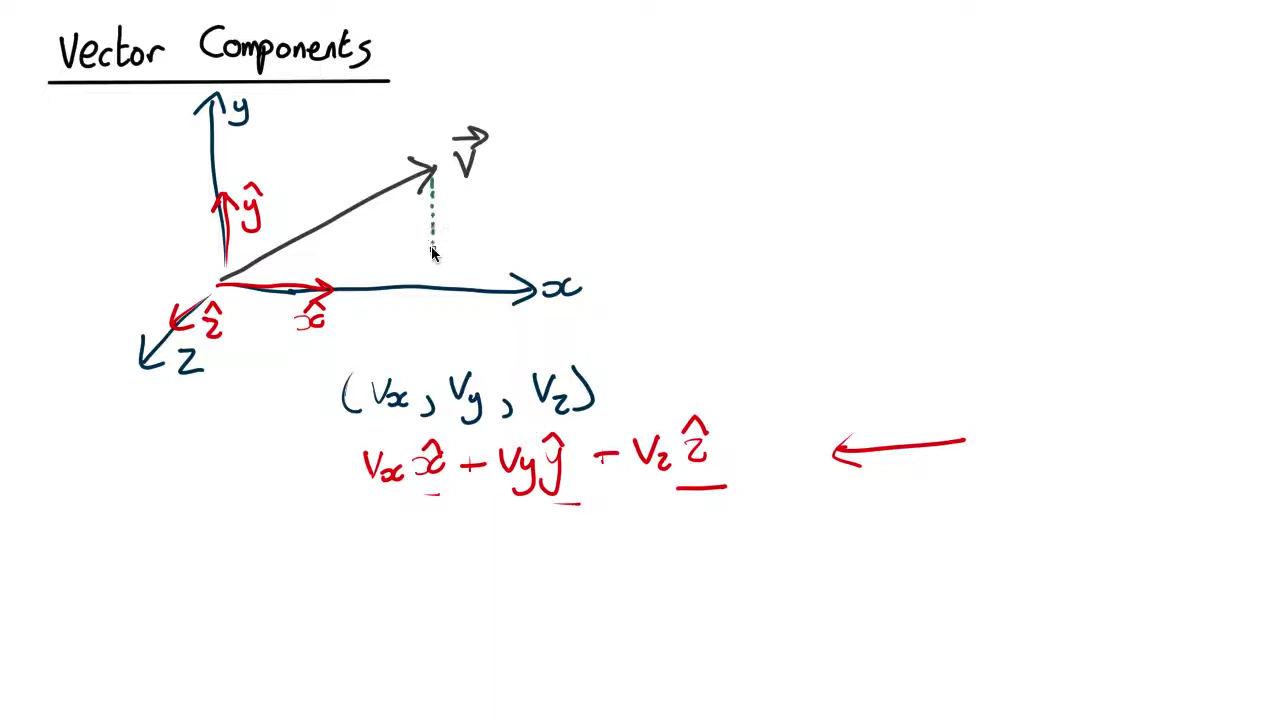 Vector Components
y
V⃗
ŷ
x
ẑ
x̂
z
(Vx, Vy, Vz)
Vx x̂ + Vy ŷ + Vz ẑ